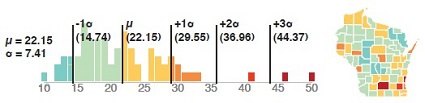 -1σ μ +1σ +2σ +3σ
(14.74) (22.15) (29.55) (36.96) (44.37)
μ = 22.15
σ = 7.41
10 15 20 25 30 35 40 45 50